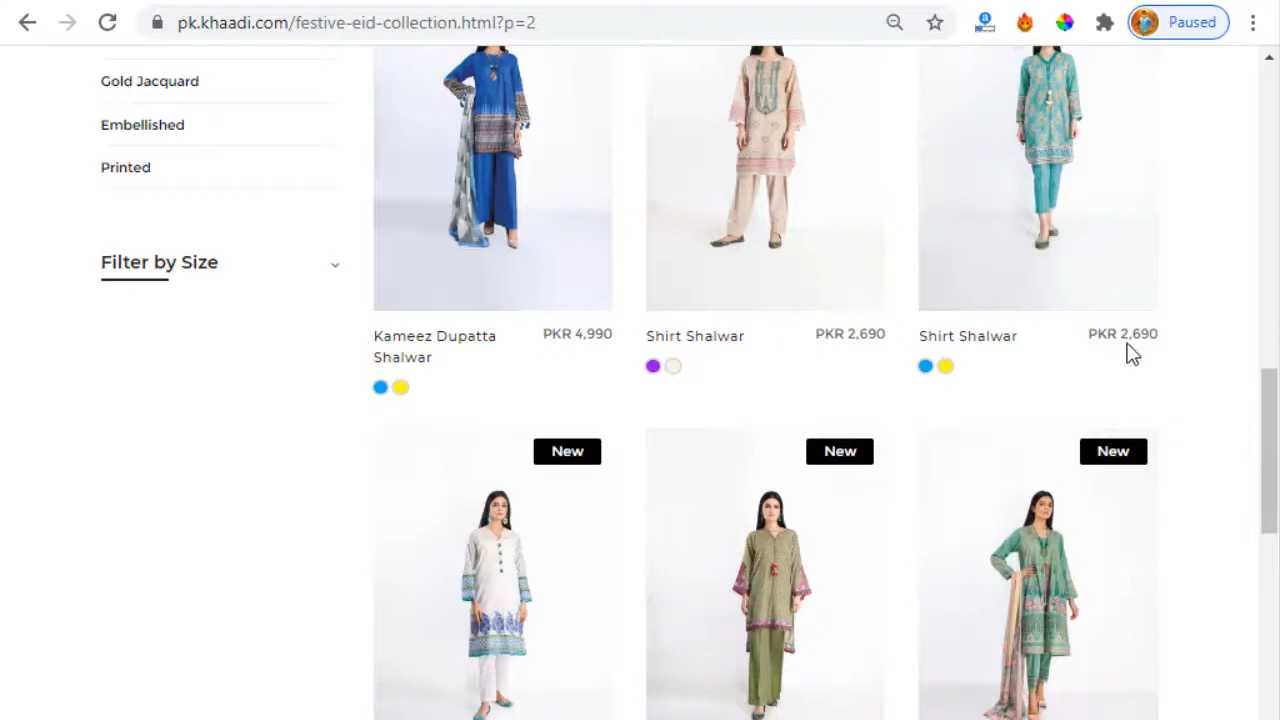 pk.khaadi.com/festive-eid-collection.html?p=2
Paused
Gold Jacquard
Embellished
Printed
Filter by Size
Kameez Dupatta
Shalwar
PKR 4,990
Shirt Shalwar
PKR 2,690
Shirt Shalwar
PKR 2,690
New
New
New